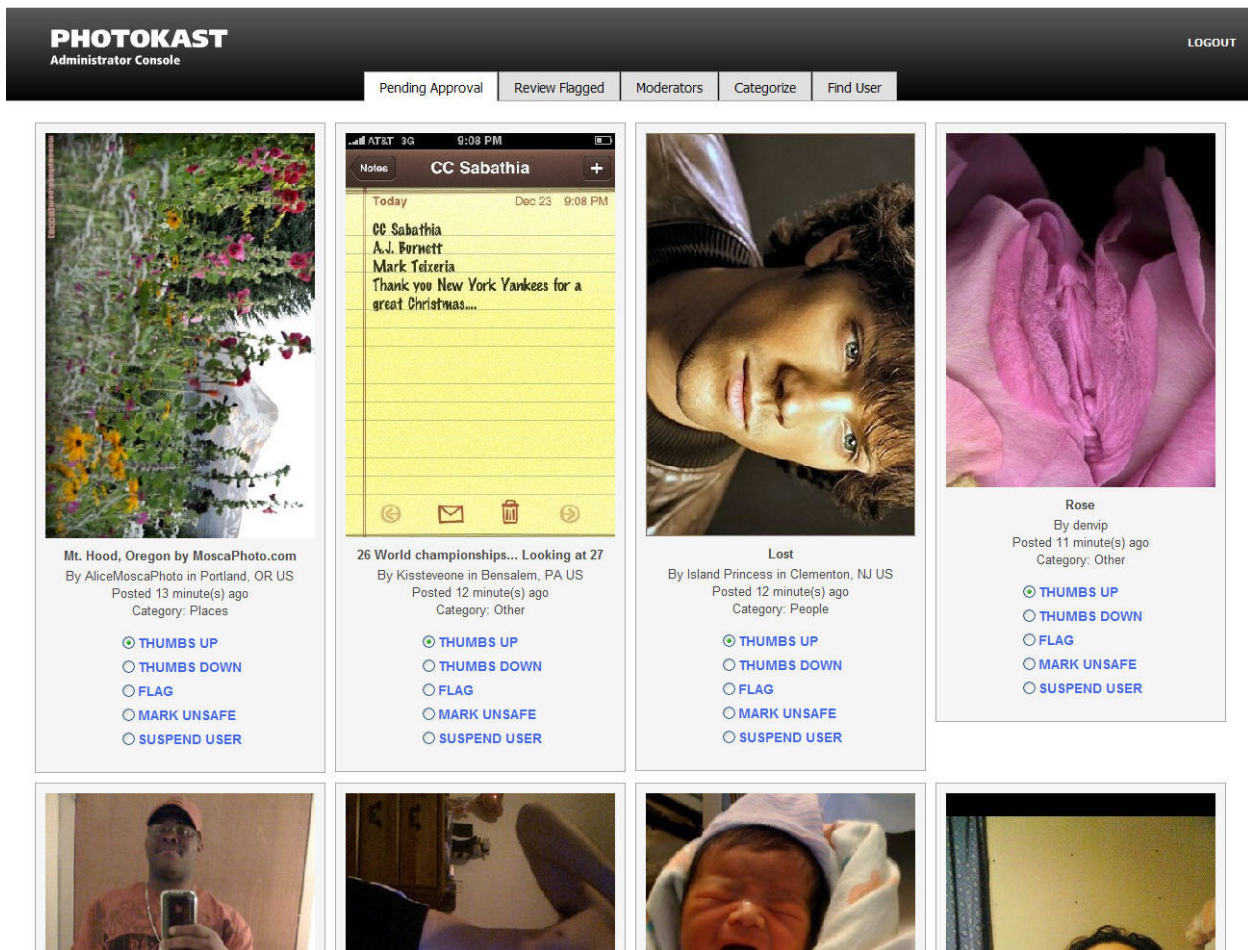 PHOTOKAST
Administrator Console
LOGOUT
Pending Approval
Review Flagged
Moderators
Categorize
Find User
AT&T 3G 9:08 PM
Notes CC Sabathia +
Today Dec 23 9:08 PM
CC Sabathia
A.J. Burnett
Mark Teixeria
Thank you New York Yankees for a
great Christmas....
Mt. Hood, Oregon by MoscaPhoto.com
By AliceMoscaPhoto in Portland, OR US
Posted 13 minute(s) ago
Category: Places
THUMBS UP
THUMBS DOWN
FLAG
MARK UNSAFE
SUSPEND USER
26 World championships... Looking at 27
By Kissteveone in Bensalem, PA US
Posted 12 minute(s) ago
Category: Other
THUMBS UP
THUMBS DOWN
FLAG
MARK UNSAFE
SUSPEND USER
Lost
By Island Princess in Clementon, NJ US
Posted 12 minute(s) ago
Category: People
THUMBS UP
THUMBS DOWN
FLAG
MARK UNSAFE
SUSPEND USER
Rose
By denvip
Posted 11 minute(s) ago
Category: Other
THUMBS UP
THUMBS DOWN
FLAG
MARK UNSAFE
SUSPEND USER